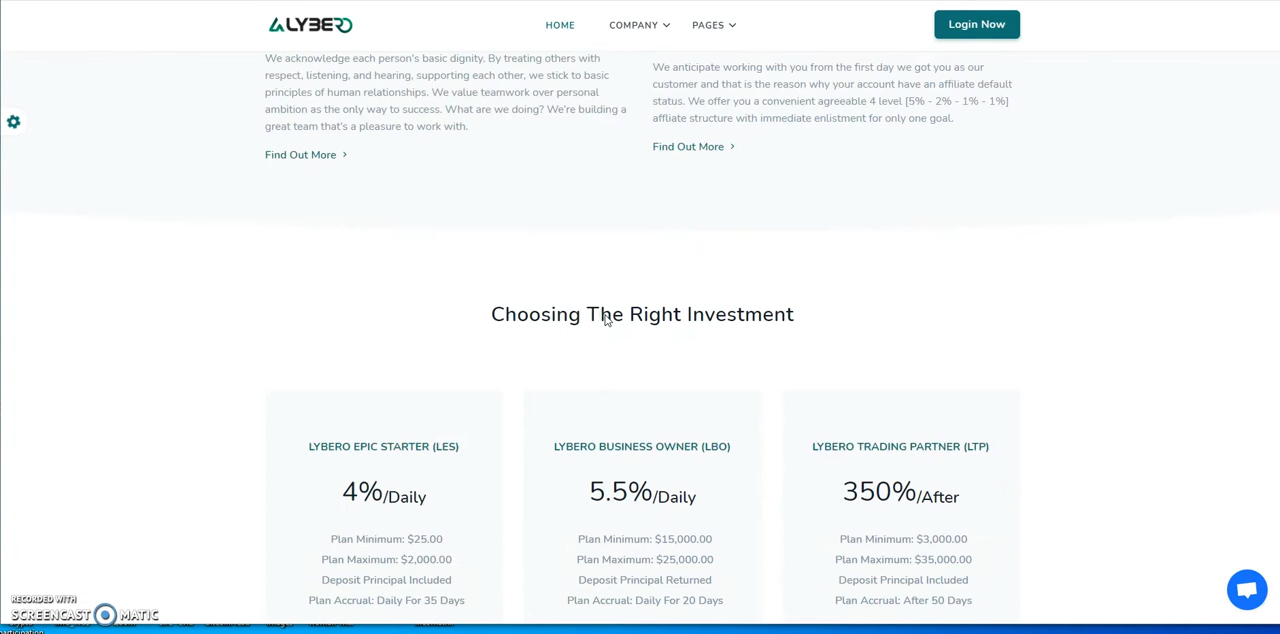 ALYBERO
HOME
COMPANY
PAGES
Login Now
We acknowledge each person's basic dignity. By treating others with
respect, listening, and hearing, supporting each other, we stick to basic
principles of human relationships. We value teamwork over personal
ambition as the only way to success. What are we doing? We're building a
great team that's a pleasure to work with.
Find Out More
We anticipate working with you from the first day we got you as our
customer and that is the reason why your account have an affiliate default
status. We offer you a convenient agreeable 4 level [5% - 2% - 1% - 1%]
affliate structure with immediate enlistment for only one goal.
Find Out More
Choosing The Right Investment
LYBERO EPIC STARTER (LES)
4%/Daily
Plan Minimum: $25.00
Plan Maximum: $2,000.00
Deposit Principal Included
Plan Accrual: Daily For 35 Days
LYBERO BUSINESS OWNER (LBO)
5.5%/Daily
Plan Minimum: $15,000.00
Plan Maximum: $25,000.00
Deposit Principal Returned
Plan Accrual: Daily For 20 Days
LYBERO TRADING PARTNER (LTP)
350%/After
Plan Minimum: $3,000.00
Plan Maximum: $35,000.00
Deposit Principal Included
Plan Accrual: After 50 Days
RECORDED WITH
SCREENCAST MATIC